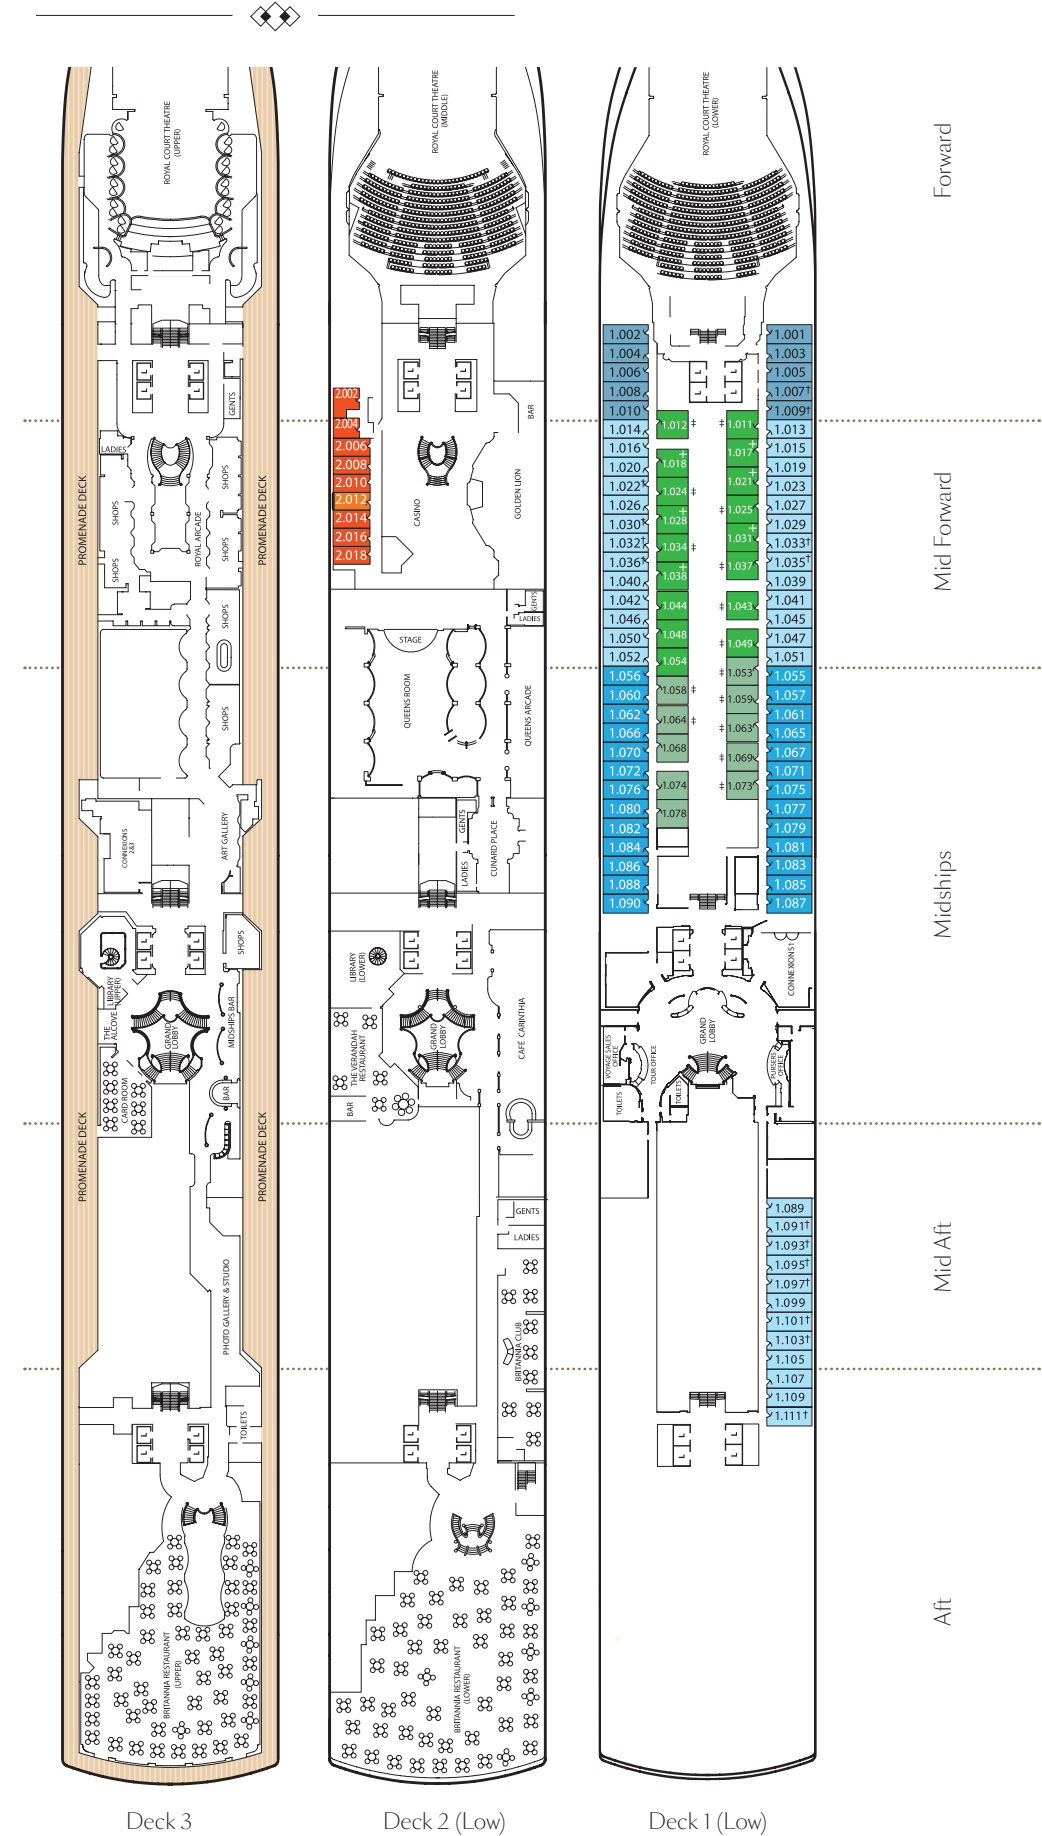 ROYAL COURT THEATRE
(UPPER)
PROMENADE DECK
PROMENADE DECK
GENTS
LADIES
SHOPS
SHOPS
SHOPS
SHOPS
ROYAL ARCADE
SHOPS
SHOPS
CONNEXIONS
2&3
ART GALLERY
SHOPS
LIBRARY
(UPPER)
THE
ALCOVE
GRAND
LOBBY
MIDSHIPS BAR
CARD ROOM
BAR
PROMENADE DECK
PROMENADE DECK
PHOTO GALLERY & STUDIO
TOILETS
BRITANNIA RESTAURANT
(UPPER)
Deck 3
ROYAL COURT THEATRE
(MIDDLE)
2.002
2.004
2.006
2.008
2.010
2.012
2.014
2.016
2.018
BAR
CASINO
GOLDEN LION
GENTS
LADIES
STAGE
QUEENS ROOM
QUEENS ARCADE
GENTS
LADIES
CUNARD PLACE
LIBRARY
(LOWER)
GRAND
LOBBY
CAFÉ CARINTHIA
THE VERANDAH
RESTAURANT
BAR
GENTS
LADIES
BRITANNIA CLUB
BRITANNIA RESTAURANT
(LOWER)
Deck 2 (Low)
ROYAL COURT THEATRE
(LOWER)
1.002
1.004
1.006
1.008
1.010
1.014
1.016
1.020
1.022†
1.026
1.030†
1.032†
1.036†
1.040
1.042
1.046
1.050
1.052
1.056
1.060
1.062
1.066
1.070
1.072
1.076
1.080
1.082
1.084
1.086
1.088
1.090
1.012 ‡
1.018
1.024 ‡
1.028
1.034 ‡
1.038
1.044
1.048
1.054
1.058 ‡
1.064 ‡
1.068
1.074
1.078
‡ 1.011
1.017
1.021
‡ 1.025
1.031
‡ 1.037
‡ 1.043
‡ 1.049
‡ 1.053
‡ 1.059
‡ 1.063
‡ 1.069
‡ 1.073
1.001
1.003
1.005
1.007†
1.009†
1.013
1.015
1.019
1.023
1.027
1.029
1.033†
1.035†
1.039
1.041
1.045
1.047
1.051
1.055
1.057
1.061
1.065
1.067
1.071
1.075
1.077
1.079
1.081
1.083
1.085
1.087
CONNEXIONS 1
GRAND
LOBBY
VOYAGE SALES
OFFICE
TOUR OFFICE
PURSERS
OFFICE
TOILETS
TOILETS
1.089
1.091†
1.093†
1.095†
1.097†
1.099
1.101†
1.103†
1.105
1.107
1.109
1.111†
Deck 1 (Low)
Forward
Mid Forward
Midships
Mid Aft
Aft